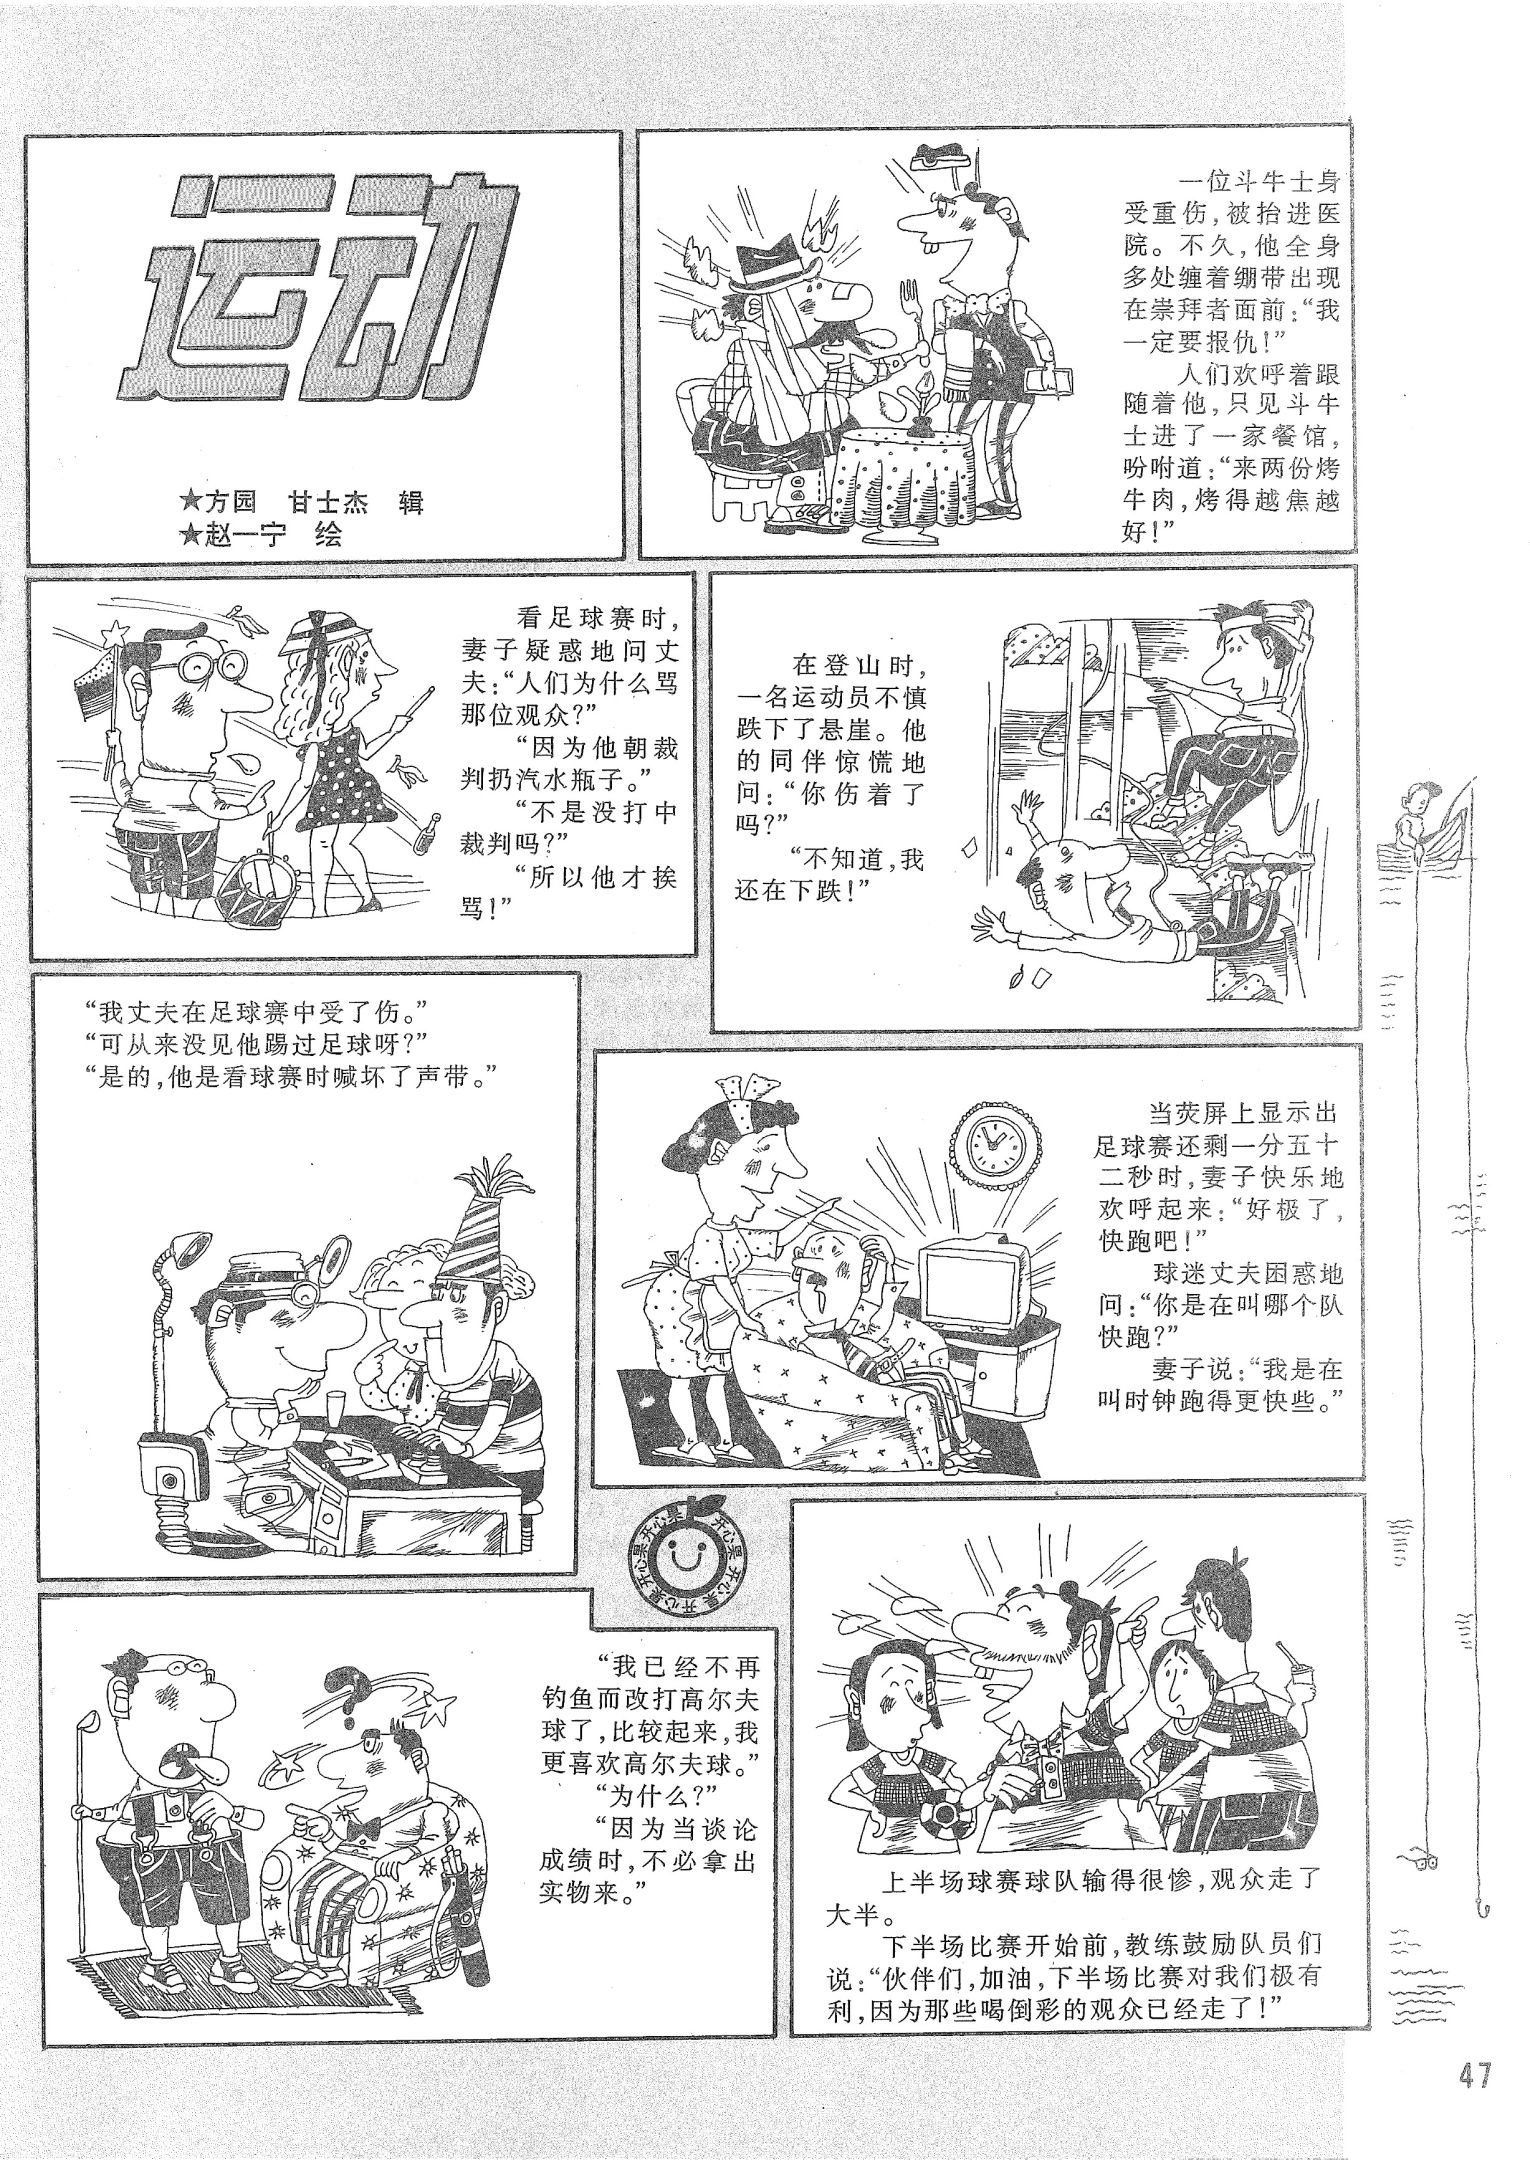 运动
★方园　甘士杰　辑
★赵一宁　绘
一位斗牛士身
受重伤，被抬进医
院。不久，他全身
多处缠着绷带出现
在崇拜者面前：“我
一定要报仇！”
人们欢呼着跟
随着他，只见斗牛
士进了一家餐馆，
吩咐道：“来两份烤
牛肉，烤得越焦越
好！”
看足球赛时，
妻子疑惑地问丈
夫：“人们为什么骂
那位观众？”
“因为他朝裁
判扔汽水瓶子。”
“不是没打中
裁判吗？”
“所以他才挨
骂！”
在登山时，
一名运动员不慎
跌下了悬崖。他
的同伴惊慌地
问：“你伤着了
吗？”
“不知道，我
还在下跌！”
“我丈夫在足球赛中受了伤。”
“可从来没见他踢过足球呀？”
“是的，他是看球赛时喊坏了声带。”
当荧屏上显示出
足球赛还剩一分五十
二秒时，妻子快乐地
欢呼起来：“好极了，
快跑吧！”
球迷丈夫困惑地
问：“你是在叫哪个队
快跑？”
妻子说：“我是在
叫时钟跑得更快些。”
开心果开心果开心果开心果开心果
“我已经不再
钓鱼而改打高尔夫
球了，比较起来，我
更喜欢高尔夫球。”
“为什么？”
“因为当谈论
成绩时，不必拿出
实物来。”
上半场球赛球队输得很惨，观众走了
大半。
下半场比赛开始前，教练鼓励队员们
说：“伙伴们，加油，下半场比赛对我们极有
利，因为那些喝倒彩的观众已经走了！”
47